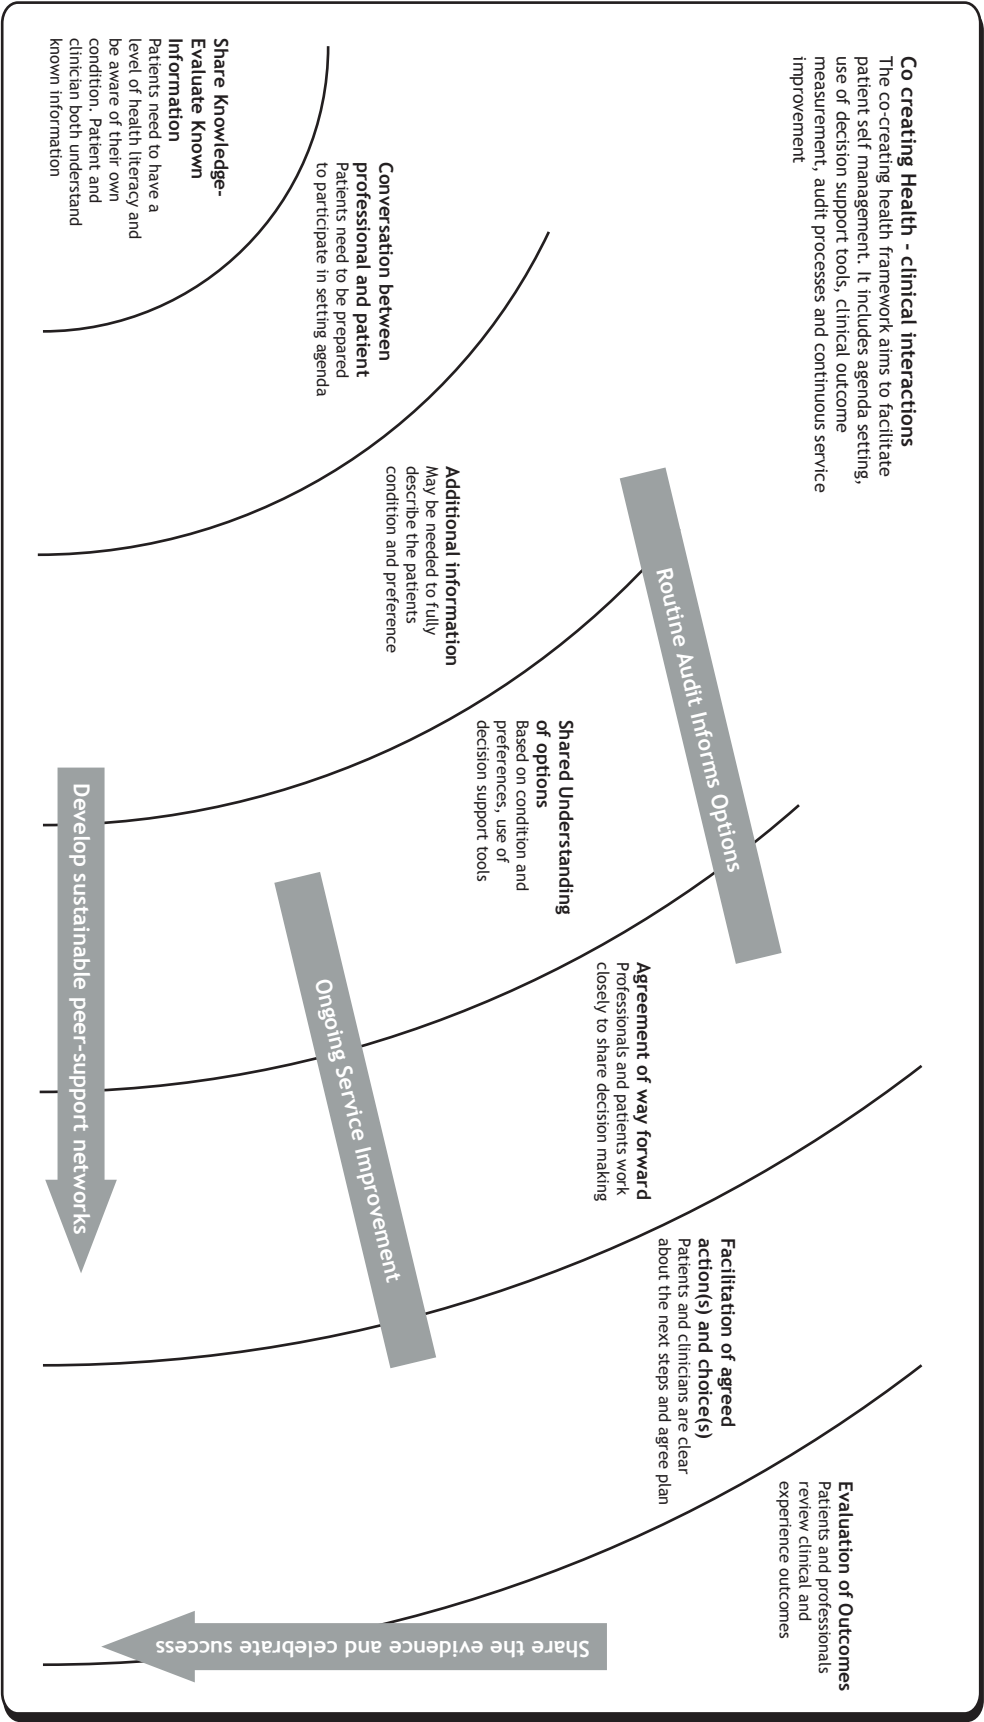 Co creating Health - clinical interactions
The co-creating health framework aims to facilitate
patient self management. It includes agenda setting,
use of decision support tools, clinical outcome
measurement, audit processes and continuous service
improvement
Share Knowledge-
Evaluate Known
Information
Patients need to have a
level of health literacy and
be aware of their own
condition. Patient and
clinician both understand
known information
Conversation between
professional and patient
Patients need to be prepared
to participate in setting agenda
Additional information
May be needed to fully
describe the patients
condition and preference
Shared Understanding
of options
Based on condition and
preferences, use of
decision support tools
Agreement of way forward
Professionals and patients work
closely to share decision making
Facilitation of agreed
action(s) and choice(s)
Patients and clinicians are clear
about the next steps and agree plan
Evaluation of Outcomes
Patients and professionals
review clinical and
experience outcomes
Routine Audit Informs Options
Ongoing Service Improvement
Develop sustainable peer-support networks
Share the evidence and celebrate success